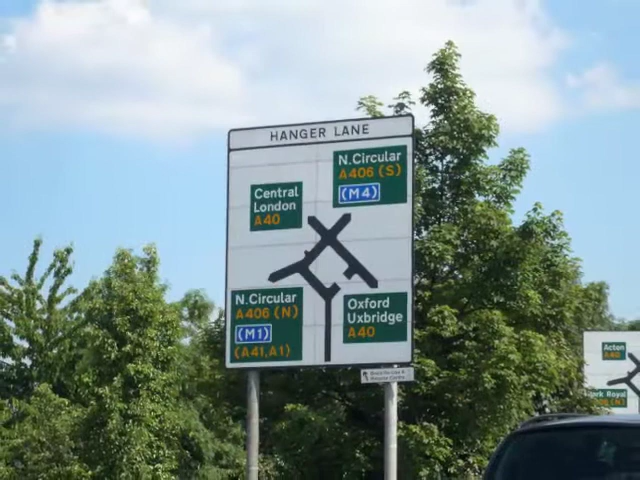 HANGER LANE
N.Circular
A406 (S)
(M4)
Central
London
A40
N.Circular
A406 (N)
(M1)
(A41, A1)
Oxford
Uxbridge
A40
Acton
A40
Park Royal